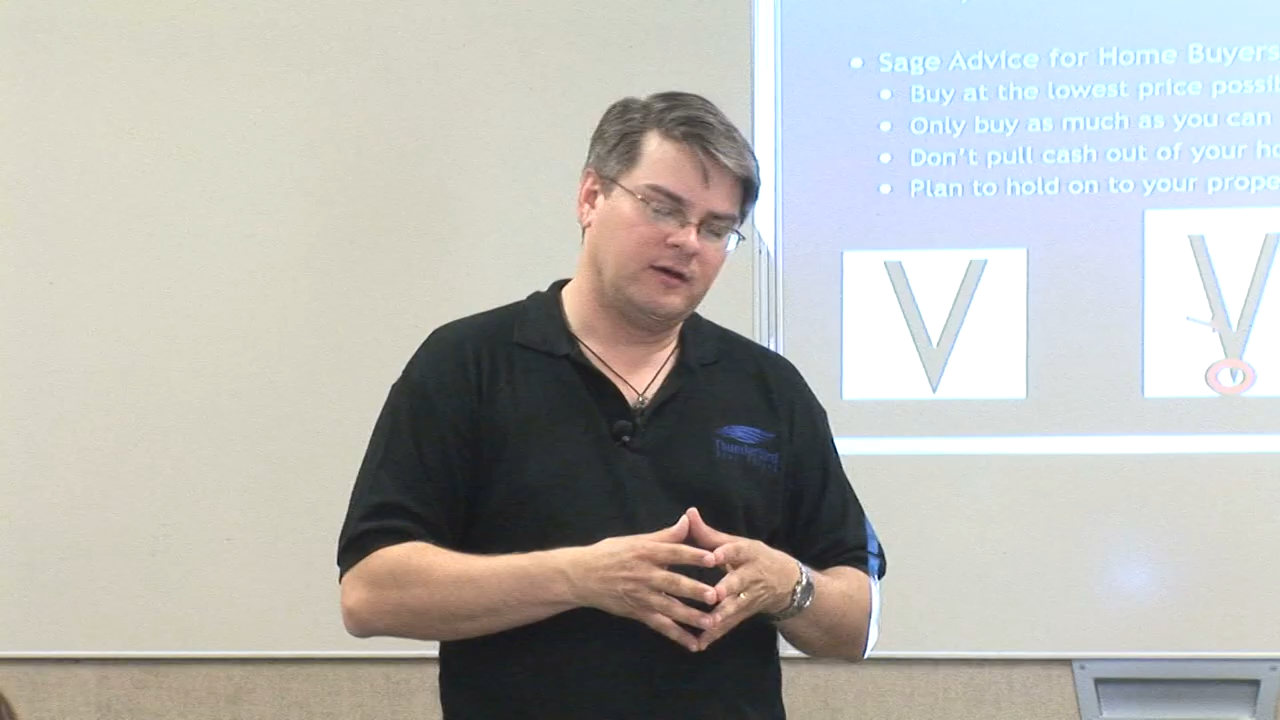 Sage Advice for Home Buyers
Buy at the lowest price
Only buy as much as you can
Don't pull cash out of your
Plan to hold on to your
Thunderbird